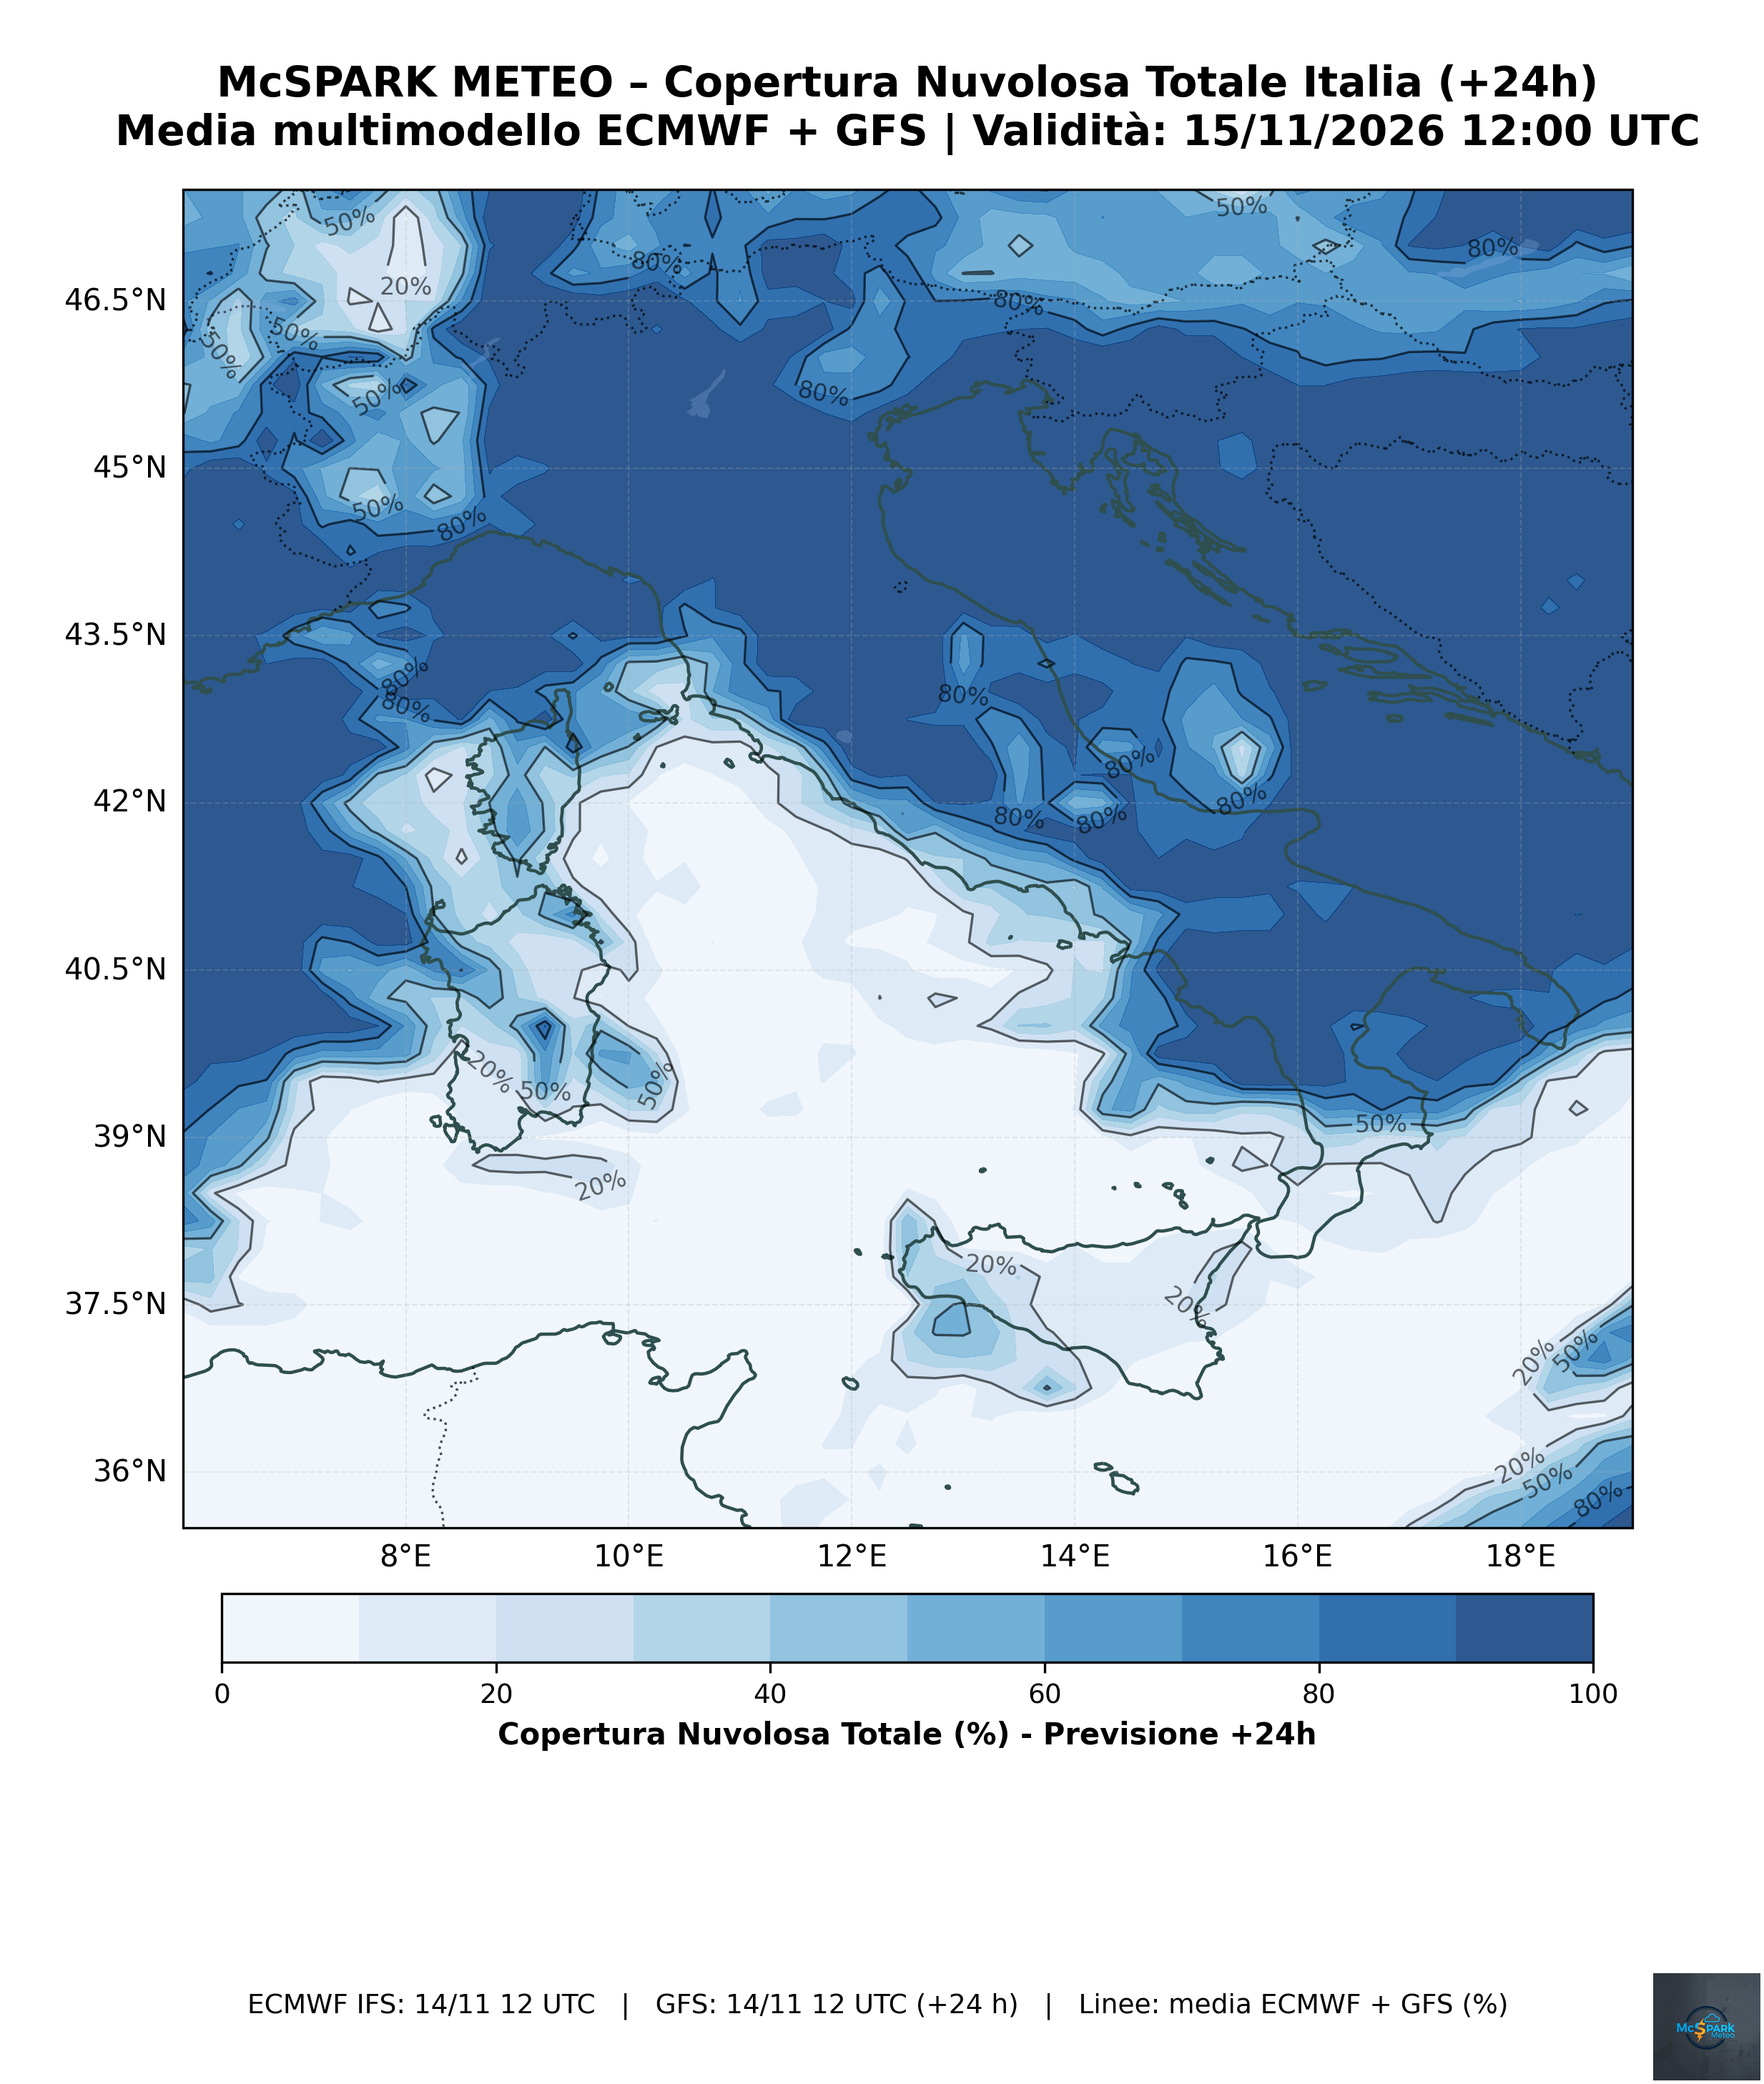 McSPARK METEO – Copertura Nuvolosa Totale Italia (+24h)
Media multimodello ECMWF + GFS | Validità: 15/11/2026 12:00 UTC
50%
50%
80%
20%
80%
80%
46.5°N
50%
50%
50%
80%
45°N
50%
80%
43.5°N
80%
80%
80%
80%
42°N
80%
80%
80%
40.5°N
20%
50%
50%
39°N
50%
20%
20%
37.5°N
20%
20%
50%
36°N
20%
50%
80%
8°E 10°E 12°E 14°E 16°E 18°E
0 20 40 60 80 100
Copertura Nuvolosa Totale (%) - Previsione +24h
ECMWF IFS: 14/11 12 UTC | GFS: 14/11 12 UTC (+24 h) | Linee: media ECMWF + GFS (%)
McSPARK
Meteo